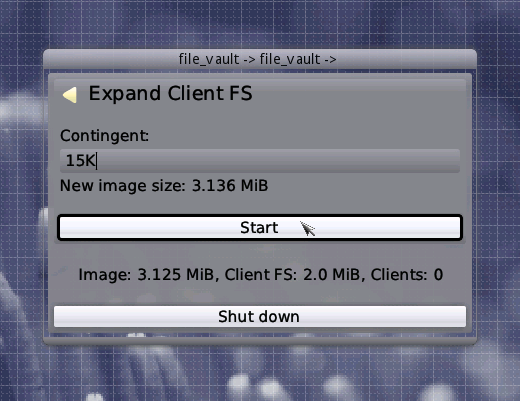 file_vault -> file_vault ->
Expand Client FS
Contingent:
15K
New image size: 3.136 MiB
Start
Image: 3.125 MiB, Client FS: 2.0 MiB, Clients: 0
Shut down